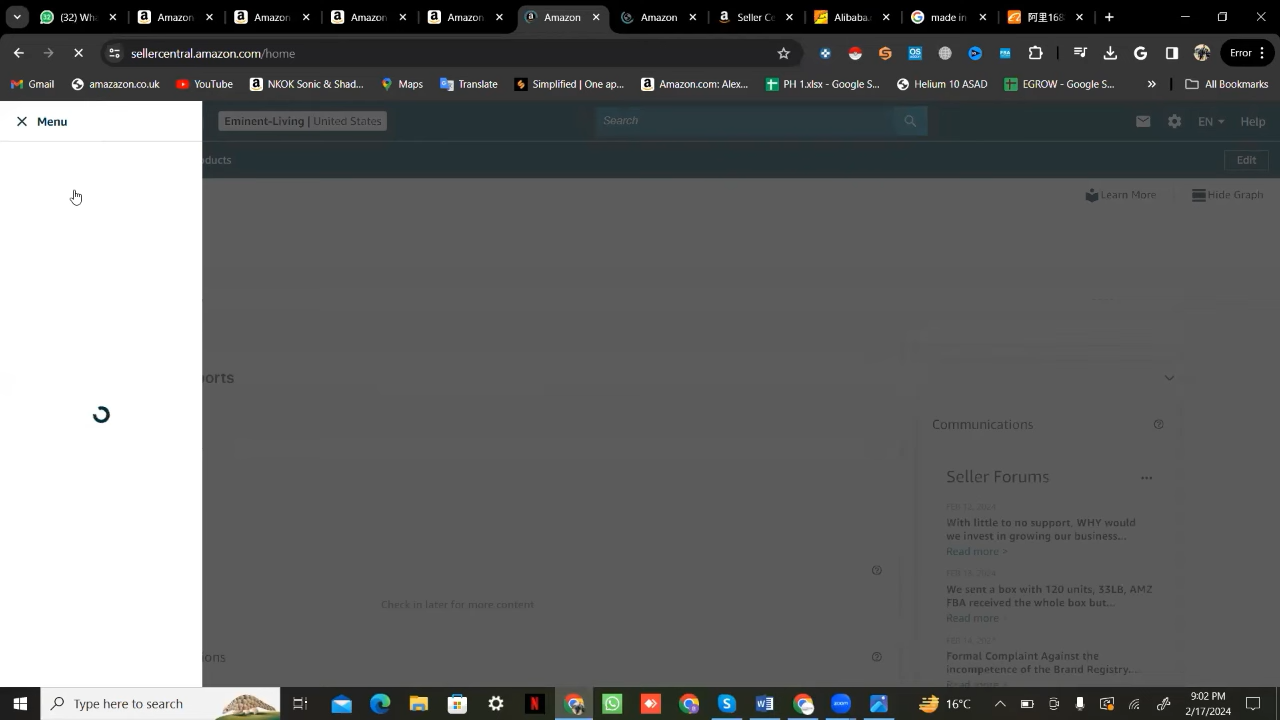 (32) Wha
Amazon
Amazon
Amazon
Amazon
Amazon
Amazon
Seller Ce
Alibaba.
made in
阿里168
sellercentral.amazon.com/home
Error
Gmail
amazazon.co.uk
YouTube
NKOK Sonic & Shad...
Maps
Translate
Simplified | One ap...
Amazon.com: Alex...
PH 1.xlsx - Google S...
Helium 10 ASAD
EGROW - Google S...
All Bookmarks
Menu
Eminent-Living | United States
Search
EN
Help
oducts
Edit
Learn More
Hide Graph
orts
Communications
Seller Forums
With little to no support, WHY would
we invest in growing our business...
Read more >
We sent a box with 120 units, 33LB, AMZ
FBA received the whole box but...
Read more
Formal Complaint Against the
incompetence of the Brand Registry....
Check in later for more content
ions
Type here to search
16°C
9:02 PM
2/17/2024